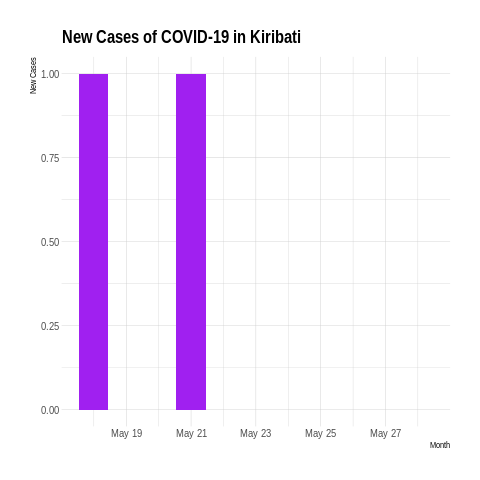 New Cases of COVID-19 in Kiribati
New Cases
1.00
0.75
0.50
0.25
0.00
May 19 May 21 May 23 May 25 May 27
Month